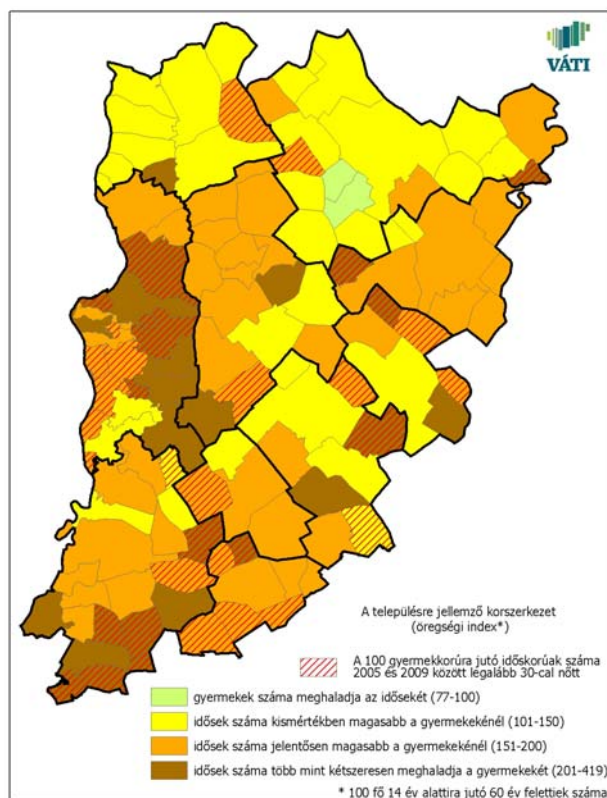 VÁTI
A településre jellemző korszerkezet
(öregségi index*)
A 100 gyermekkorúra jutó időskorúak száma
2005 és 2009 között legalább 30-cal nőtt
gyermekek száma meghaladja az idősekét (77-100)
idősek száma kismértékben magasabb a gyermekekénél (101-150)
idősek száma jelentősen magasabb a gyermekekénél (151-200)
idősek száma több mint kétszeresen meghaladja a gyermekekét (201-419)
* 100 fő 14 év alattira jutó 60 év felettiek száma